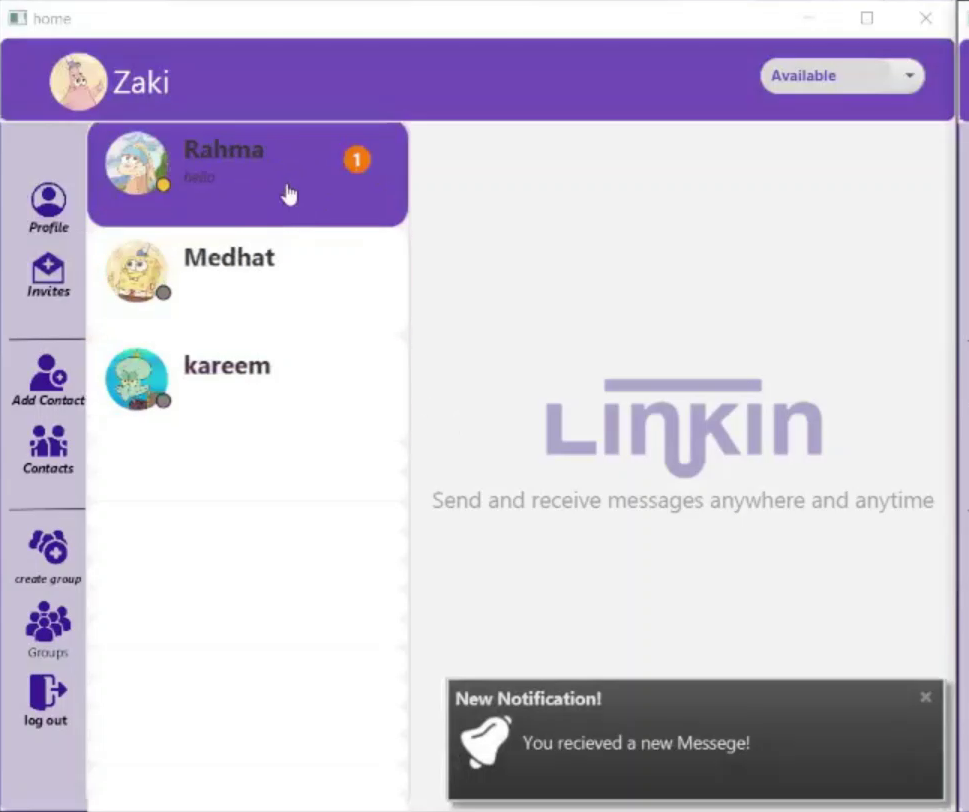 home
Zaki
Available
Profile
Invites
Add Contact
Contacts
create group
Groups
log out
Rahma
1
hello
Medhat
kareem
LINKIN
Send and receive messages anywhere and anytime
New Notification!
You recieved a new Messege!